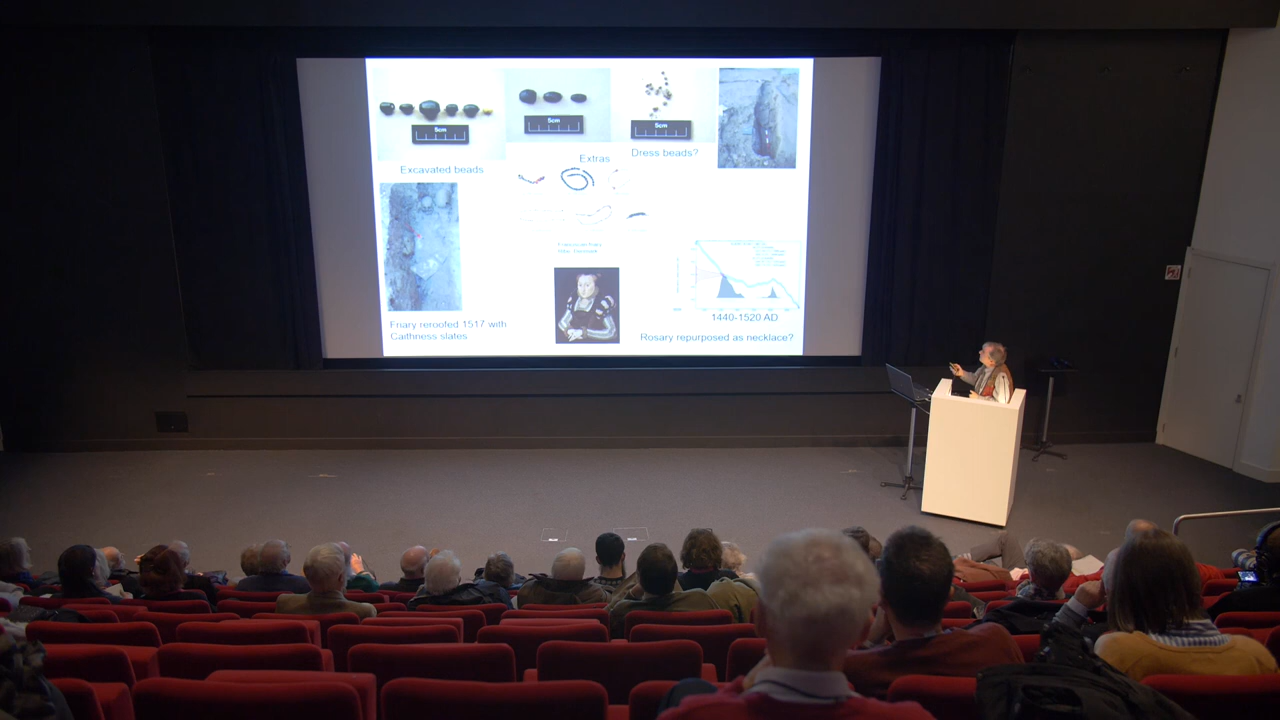 5cm
5cm
5cm
Excavated beads
Extras
Dress beads?
Friary reroofed 1517 with
Caithness slates
1440-1520 AD
Rosary repurposed as necklace?